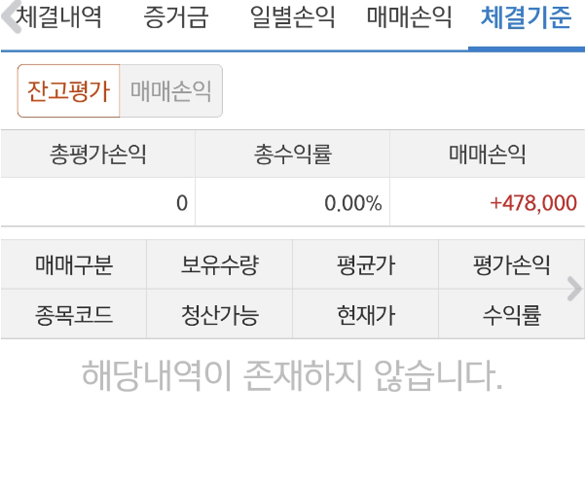 체결내역 증거금 일별손익 매매손익 체결기준
잔고평가 매매손익
총평가손익 총수익률 매매손익
0 0.00% +478,000
매매구분 보유수량 평균가 평가손익
종목코드 청산가능 현재가 수익률
해당내역이 존재하지 않습니다.